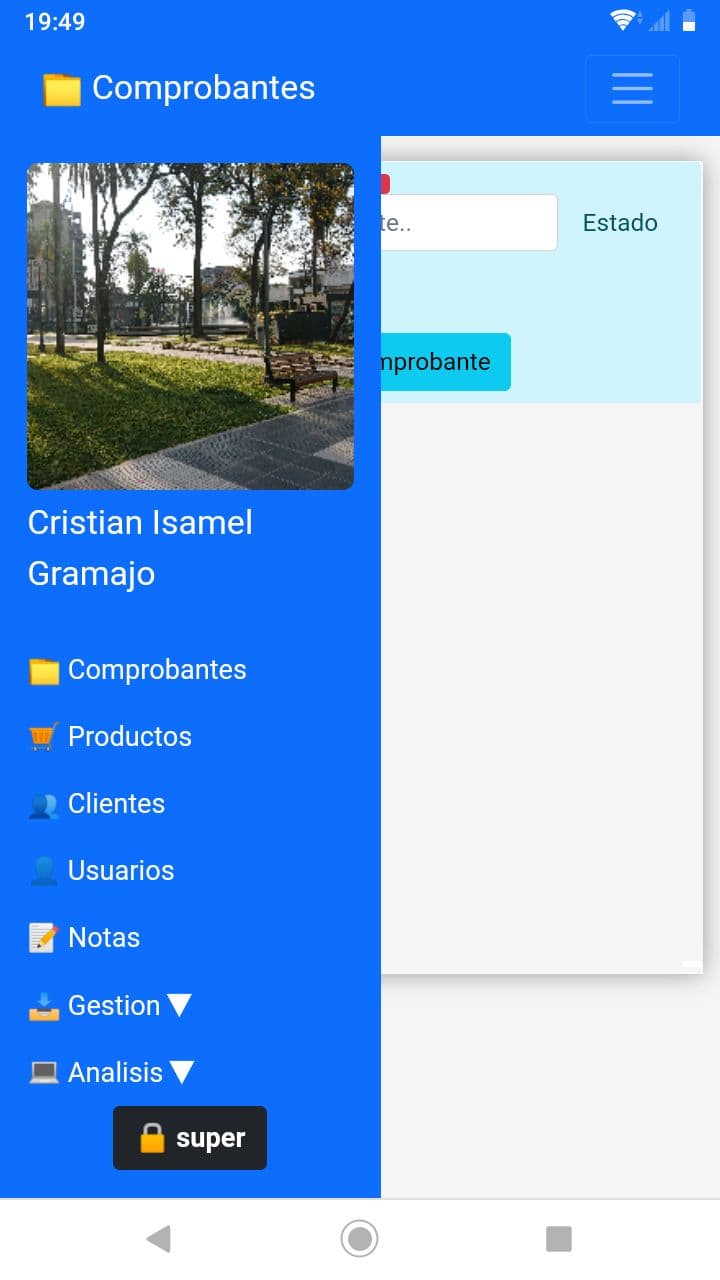 19:49
Comprobantes
te..
Estado
mprobante
Cristian Isamel
Gramajo
Comprobantes
Productos
Clientes
Usuarios
Notas
Gestion
Analisis
super